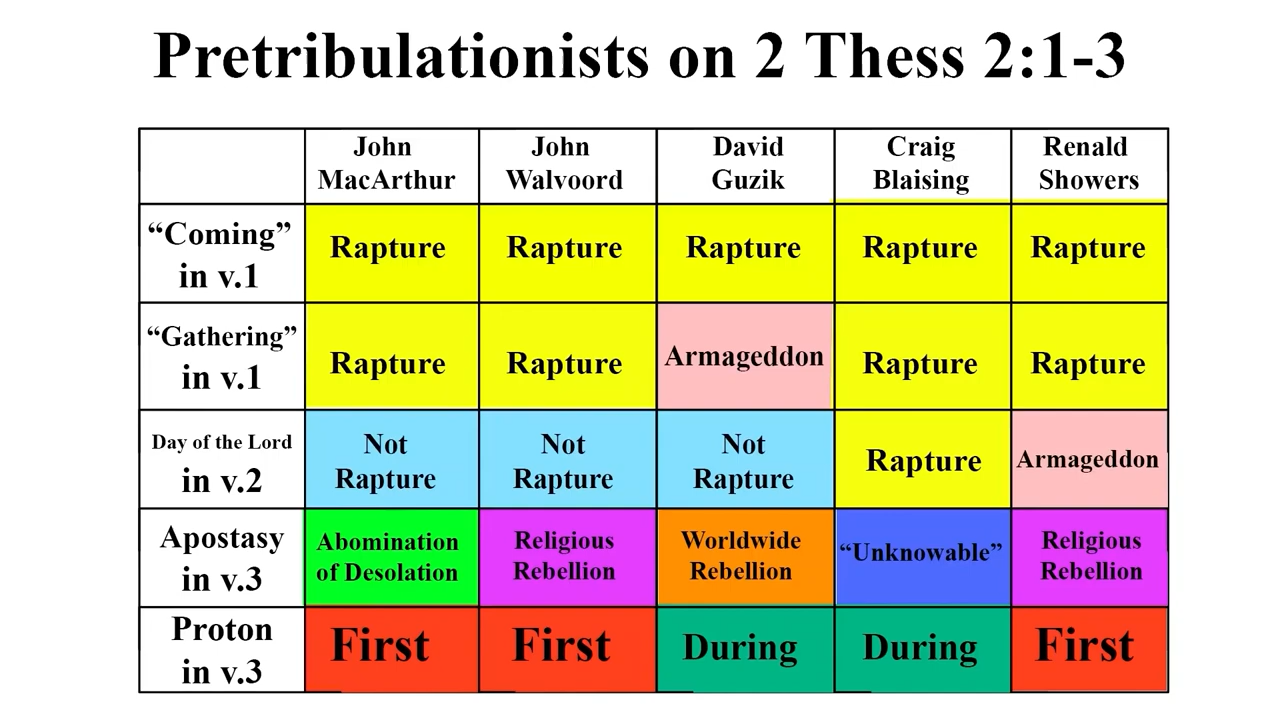 Pretribulationists on 2 Thess 2:1-3
John MacArthur
John Walvoord
David Guzik
Craig Blaising
Renald Showers
“Coming” in v.1
Rapture
Rapture
Rapture
Rapture
Rapture
“Gathering” in v.1
Rapture
Rapture
Armageddon
Rapture
Rapture
Day of the Lord in v.2
Not Rapture
Not Rapture
Not Rapture
Rapture
Armageddon
Apostasy in v.3
Abomination of Desolation
Religious Rebellion
Worldwide Rebellion
“Unknowable”
Religious Rebellion
Proton in v.3
First
First
During
During
First